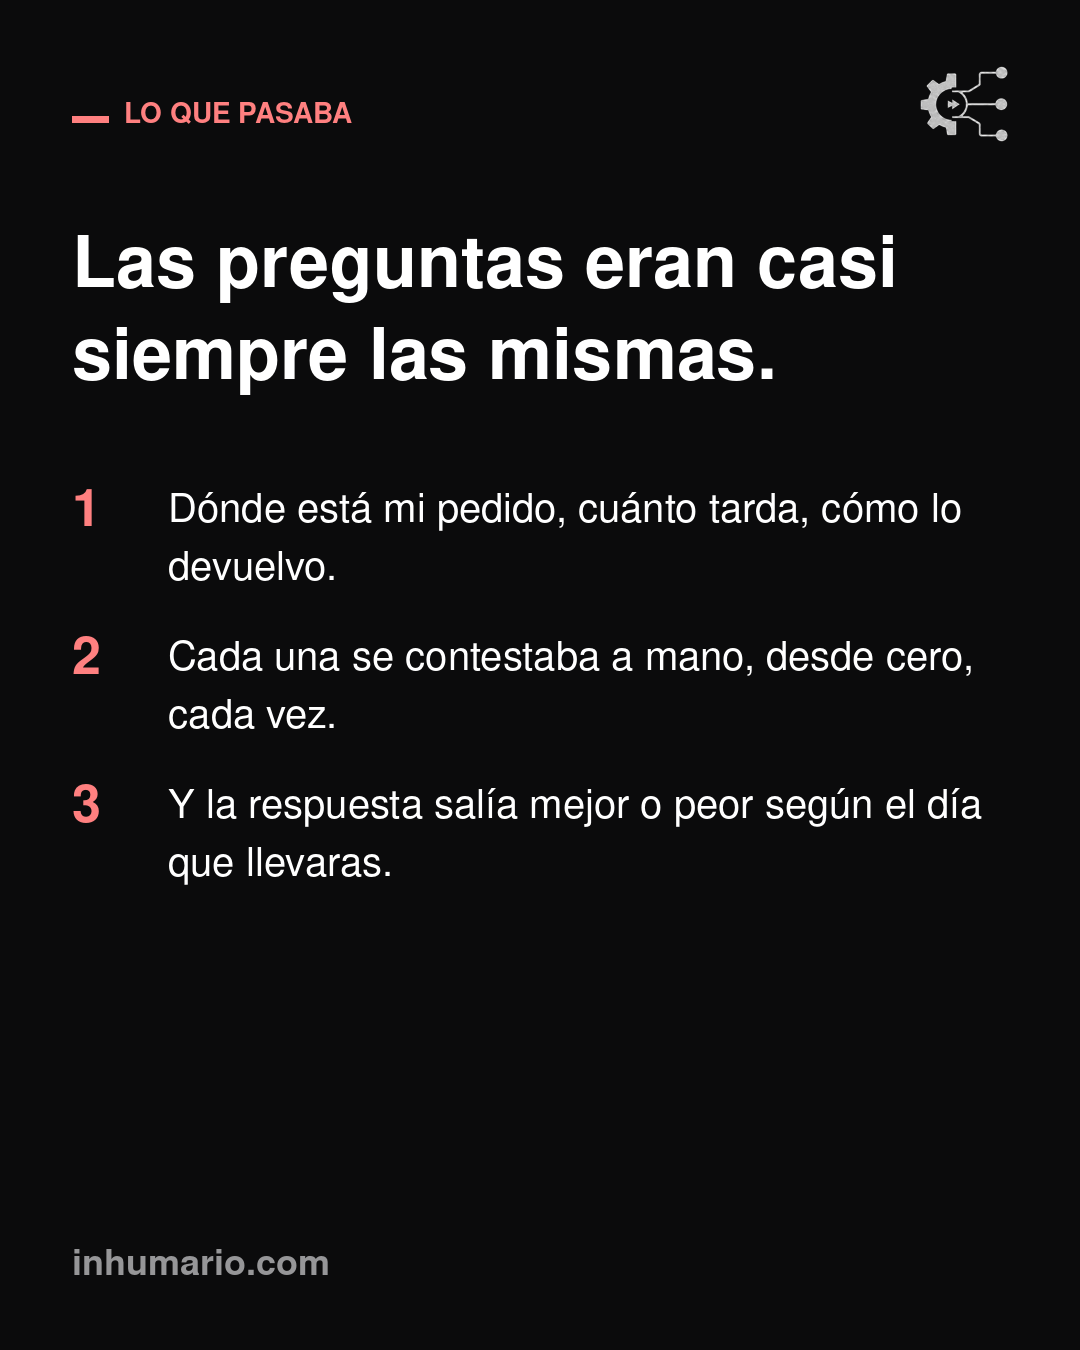 LO QUE PASABA
Las preguntas eran casi
siempre las mismas.
1 Dónde está mi pedido, cuánto tarda, cómo lo
devuelvo.
2 Cada una se contestaba a mano, desde cero,
cada vez.
3 Y la respuesta salía mejor o peor según el día
que llevaras.
inhumario.com